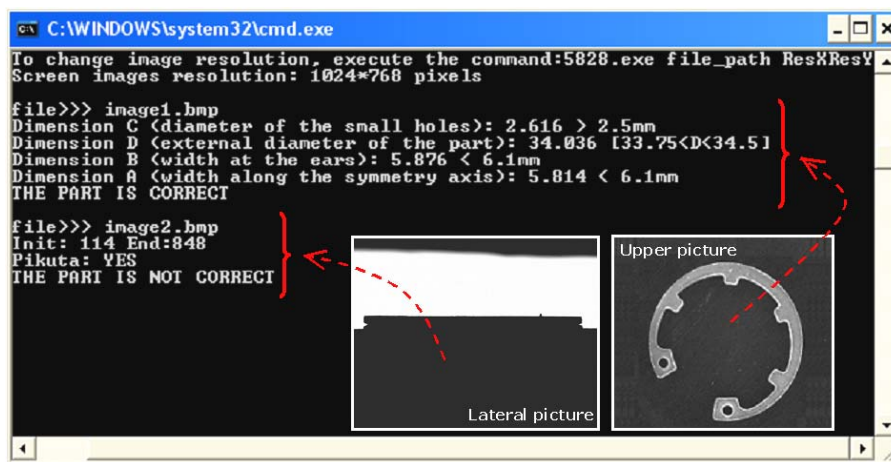 C:\WINDOWS\system32\cmd.exe
To change image resolution, execute the command:5828.exe file_path ResXResY
Screen images resolution: 1024*768 pixels
file>>> image1.bmp
Dimension C (diameter of the small holes): 2.616 > 2.5mm
Dimension D (external diameter of the part): 34.036 [33.75<D<34.5]
Dimension B (width at the ears): 5.876 < 6.1mm
Dimension A (width along the symmetry axis): 5.814 < 6.1mm
THE PART IS CORRECT
file>>> image2.bmp
Init: 114 End:848
Pikuta: YES
THE PART IS NOT CORRECT
Upper picture
Lateral picture